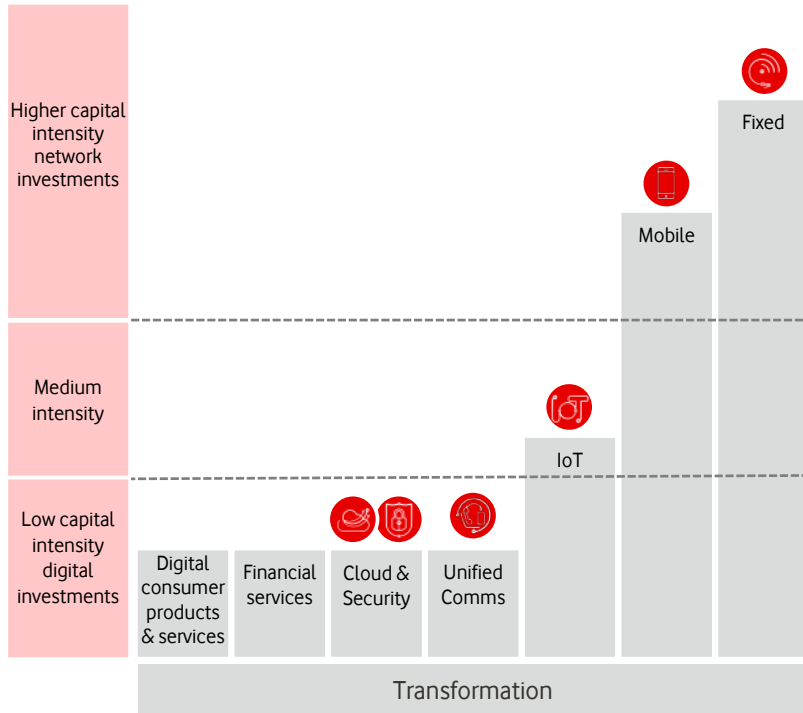 Higher capital
intensity
network
investments
Fixed
Mobile
Medium
intensity
IoT
IoT
Low capital
intensity
digital
investments
Digital
consumer
products
& services
Financial
services
Cloud &
Security
Unified
Comms
Transformation